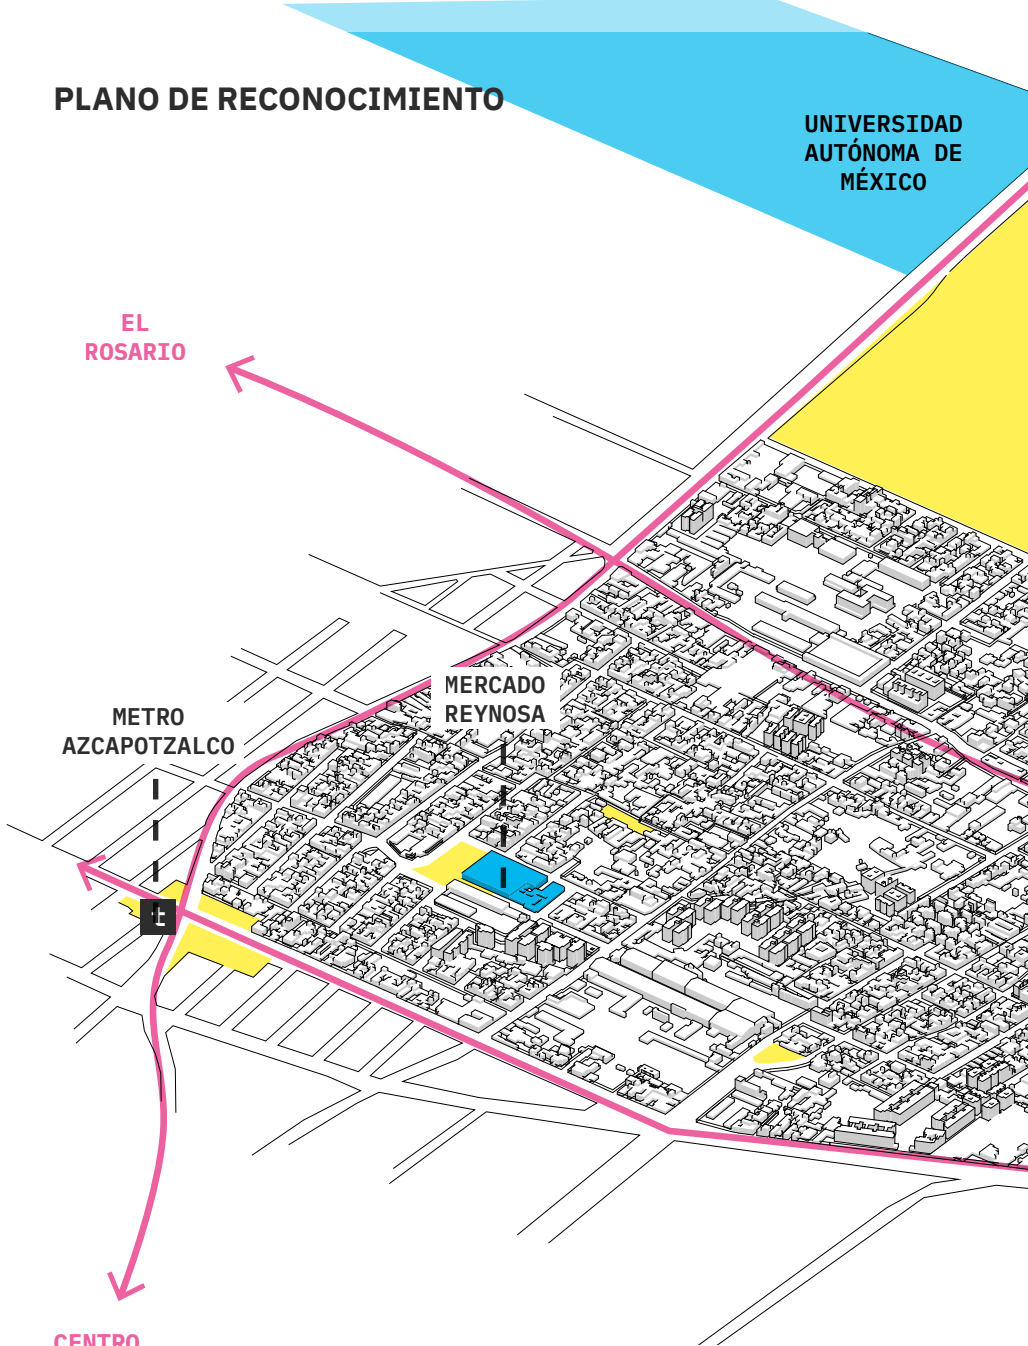 PLANO DE RECONOCIMIENTO
UNIVERSIDAD
AUTÓNOMA DE
MÉXICO
EL
ROSARIO
MERCADO
REYNOSA
METRO
AZCAPOTZALCO
t
CENTRO